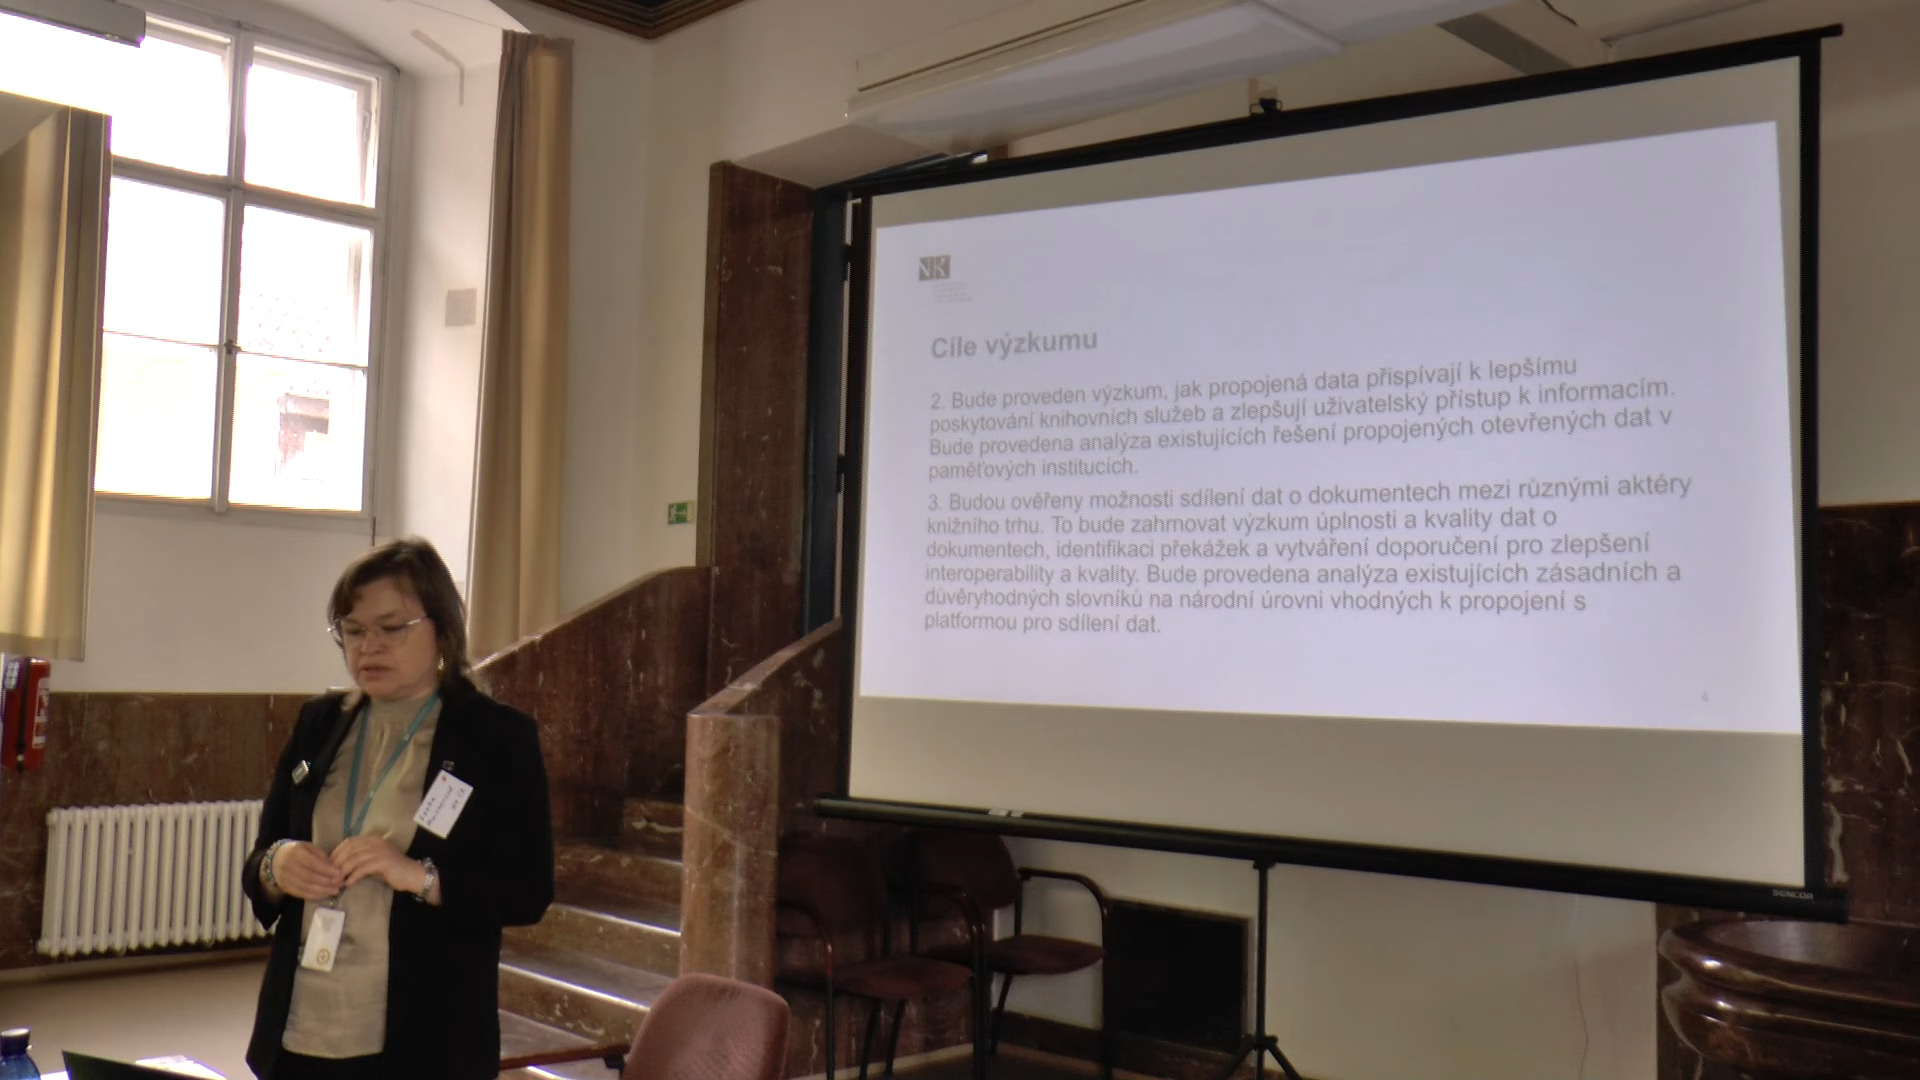 NK
Cíle výzkumu
2. Bude proveden výzkum, jak propojená data přispívají k lepšímu
poskytování knihovních služeb a zlepšují uživatelský přístup k informacím.
Bude provedena analýza existujících řešení propojených otevřených dat v
paměťových institucích.
3. Budou ověřeny možnosti sdílení dat o dokumentech mezi různými aktéry
knižního trhu. To bude zahrnovat výzkum úplnosti a kvality dat o
dokumentech, identifikaci překážek a vytváření doporučení pro zlepšení
interoperability a kvality. Bude provedena analýza existujících zásadních a
důvěryhodných slovníků na národní úrovni vhodných k propojení s
platformou pro sdílení dat.
4
SENCOR